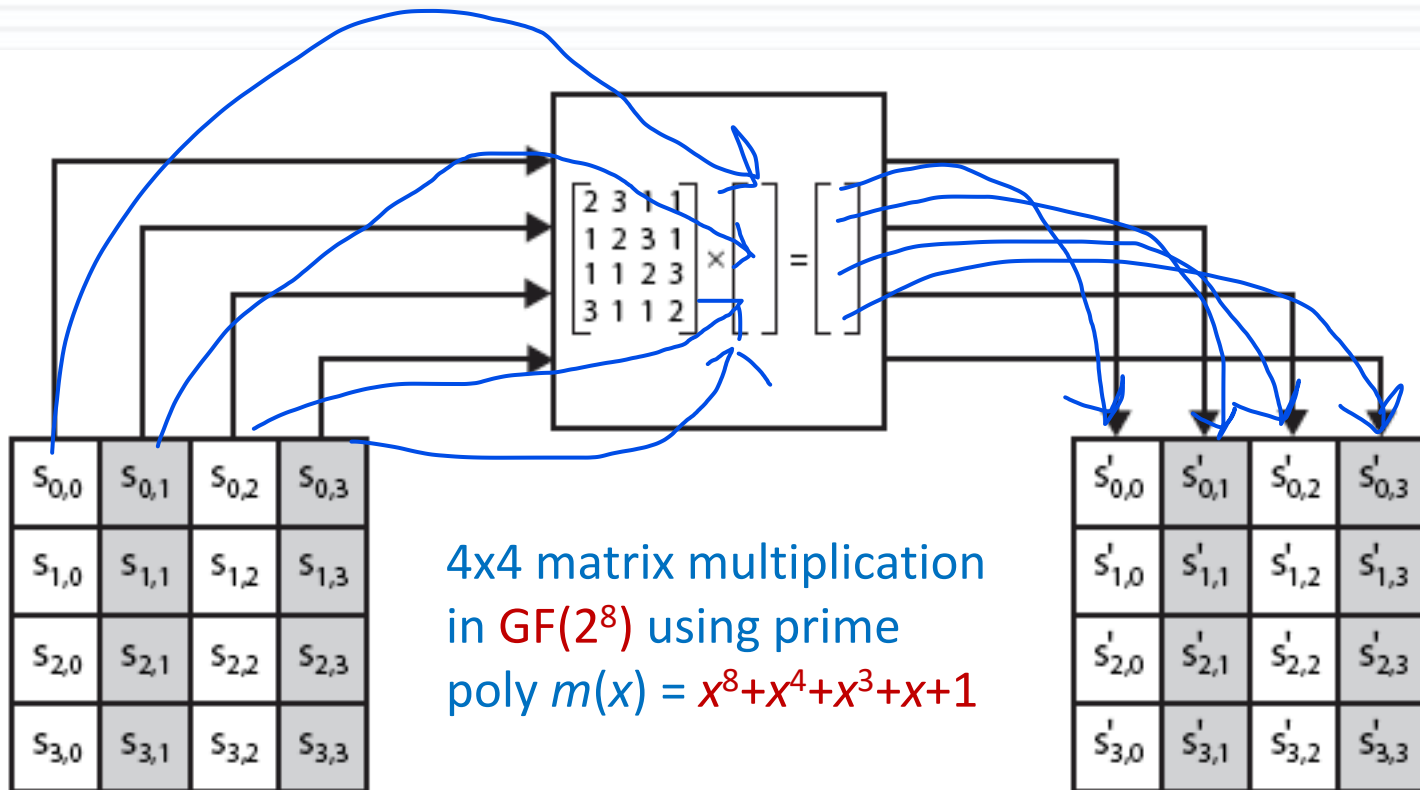 2 3 1 1
1 2 3 1
1 1 2 3
3 1 1 2
× =
s0,0 s0,1 s0,2 s0,3
s1,0 s1,1 s1,2 s1,3
s2,0 s2,1 s2,2 s2,3
s3,0 s3,1 s3,2 s3,3
4x4 matrix multiplication
in GF(2⁸) using prime
poly m(x) = x⁸+x⁴+x³+x+1
s'0,0 s'0,1 s'0,2 s'0,3
s'1,0 s'1,1 s'1,2 s'1,3
s'2,0 s'2,1 s'2,2 s'2,3
s'3,0 s'3,1 s'3,2 s'3,3